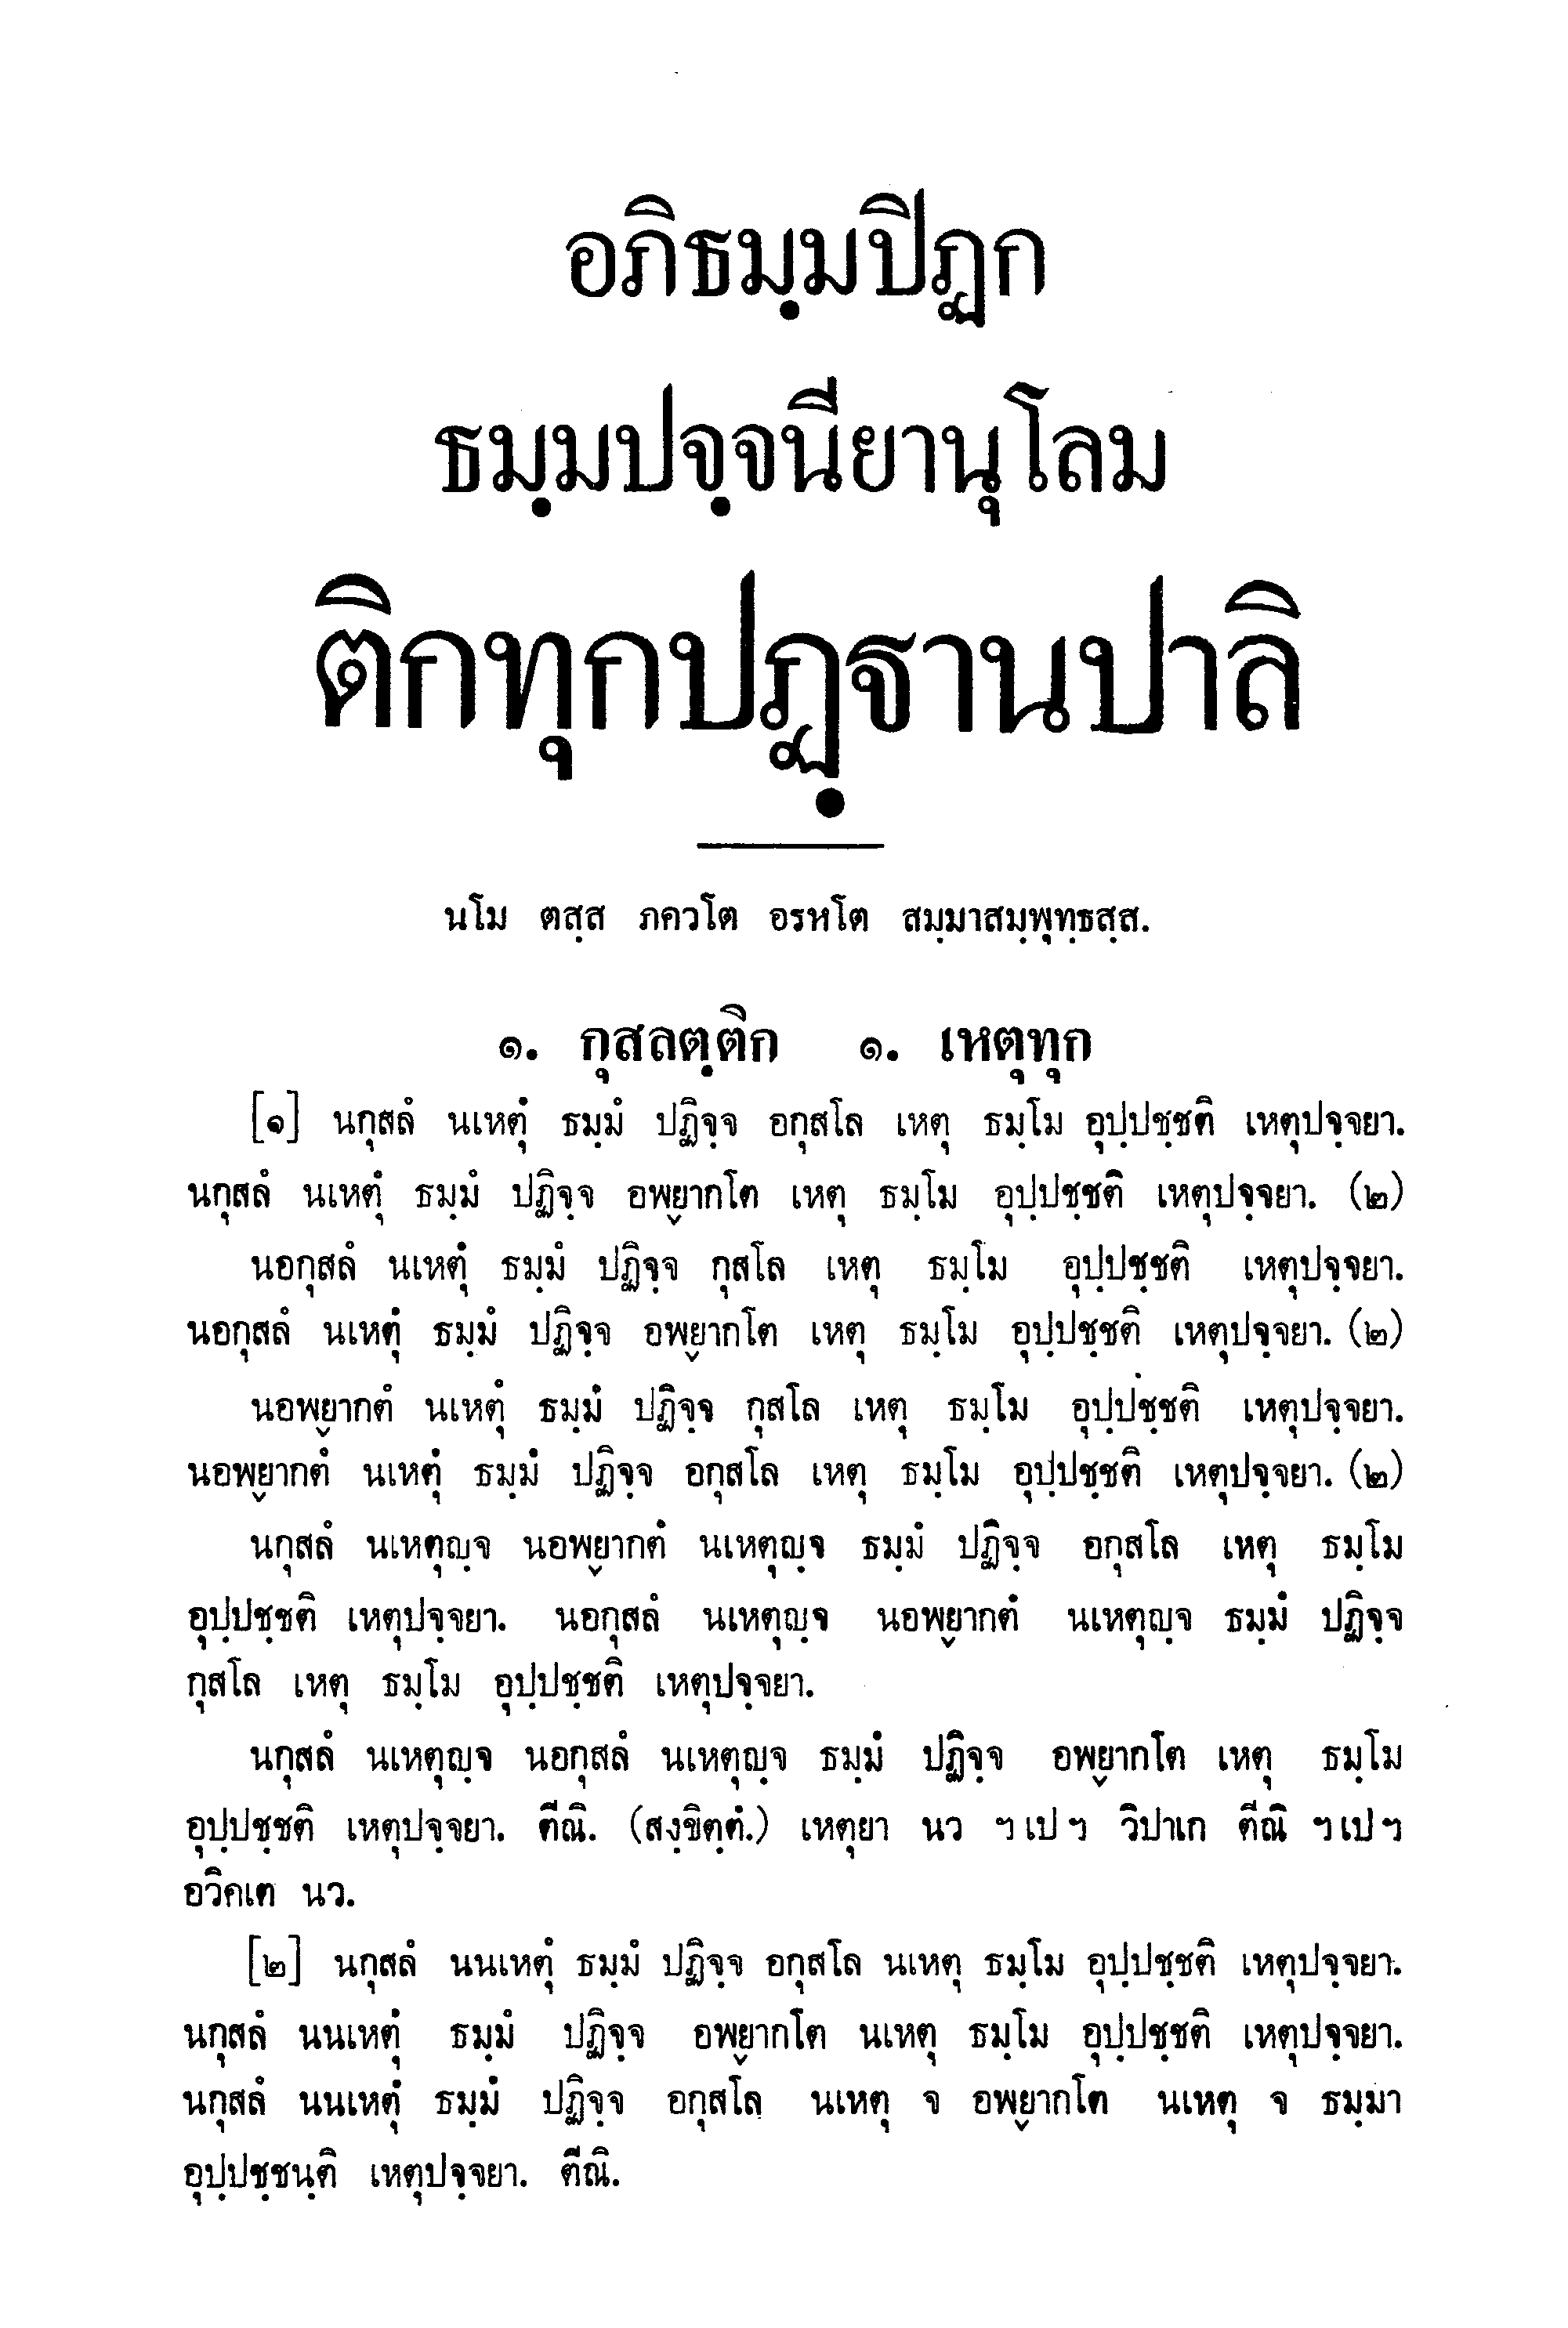 อภิธมฺมปิฏก
ธมฺมปจฺจนียานุโลม
ติกทุกปฏฺฐานปาลิ
นโม ตสฺส ภควโต อรหโต สมฺมาสมฺพุทฺธสฺส.
๑. กุสลตฺติก ๑. เหตุทุก
[๑] นกุสลํ นเหตุํ ธมฺมํ ปฏิจฺจ อกุสโล เหตุ ธมฺโม อุปฺปชฺชติ เหตุปจฺจยา.
นกุสลํ นเหตุํ ธมฺมํ ปฏิจฺจ อพฺยากโต เหตุ ธมฺโม อุปฺปชฺชติ เหตุปจฺจยา. (๒)
นอกุสลํ นเหตุํ ธมฺมํ ปฏิจฺจ กุสโล เหตุ ธมฺโม อุปฺปชฺชติ เหตุปจฺจยา.
นอกุสลํ นเหตุํ ธมฺมํ ปฏิจฺจ อพฺยากโต เหตุ ธมฺโม อุปฺปชฺชติ เหตุปจฺจยา. (๒)
นอพฺยากตํ นเหตุํ ธมฺมํ ปฏิจฺจ กุสโล เหตุ ธมฺโม อุปฺปชฺชติ เหตุปจฺจยา.
นอพฺยากตํ นเหตุํ ธมฺมํ ปฏิจฺจ อกุสโล เหตุ ธมฺโม อุปฺปชฺชติ เหตุปจฺจยา. (๒)
นกุสลํ นเหตุญฺจ นอพฺยากตํ นเหตุญฺจ ธมฺมํ ปฏิจฺจ อกุสโล เหตุ ธมฺโม
อุปฺปชฺชติ เหตุปจฺจยา. นอกุสลํ นเหตุญฺจ นอพฺยากตํ นเหตุญฺจ ธมฺมํ ปฏิจฺจ
กุสโล เหตุ ธมฺโม อุปฺปชฺชติ เหตุปจฺจยา.
นกุสลํ นเหตุญฺจ นอกุสลํ นเหตุญฺจ ธมฺมํ ปฏิจฺจ อพฺยากโต เหตุ ธมฺโม
อุปฺปชฺชติ เหตุปจฺจยา. ตีณิ. (สงฺขิตฺตํ.) เหตุยา นว ฯเปฯ วิปาเก ตีณิ ฯเปฯ
อวิคเต นว.
[๒] นกุสลํ นนเหตุํ ธมฺมํ ปฏิจฺจ อกุสโล นเหตุ ธมฺโม อุปฺปชฺชติ เหตุปจฺจยา.
นกุสลํ นนเหตุํ ธมฺมํ ปฏิจฺจ อพฺยากโต นเหตุ ธมฺโม อุปฺปชฺชติ เหตุปจฺจยา.
นกุสลํ นนเหตุํ ธมฺมํ ปฏิจฺจ อกุสโล นเหตุ จ อพฺยากโต นเหตุ จ ธมฺมา
อุปฺปชฺชนฺติ เหตุปจฺจยา. ตีณิ.